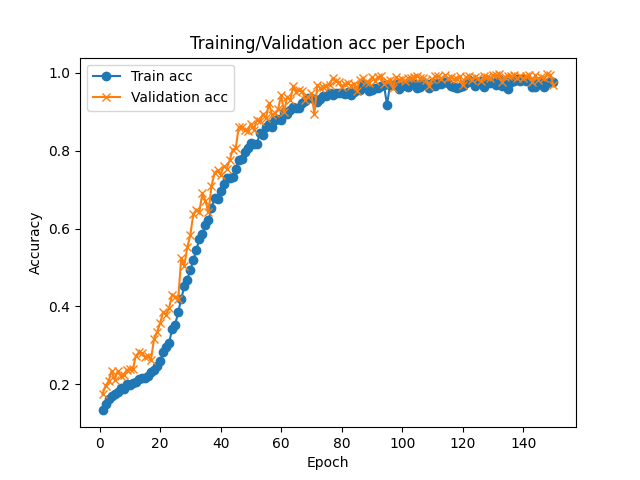 Training/Validation acc per Epoch
Train acc
Validation acc
Accuracy
1.0
0.8
0.6
0.4
0.2
0 20 40 60 80 100 120 140
Epoch